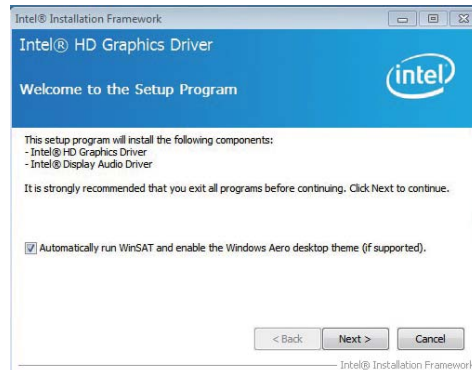 Intel® Installation Framework
Intel® HD Graphics Driver
intel
Welcome to the Setup Program
This setup program will install the following components:
- Intel® HD Graphics Driver
- Intel® Display Audio Driver
It is strongly recommended that you exit all programs before continuing. Click Next to continue.
Automatically run WinSAT and enable the Windows Aero desktop theme (if supported).
< Back Next > Cancel
Intel® Installation Framework